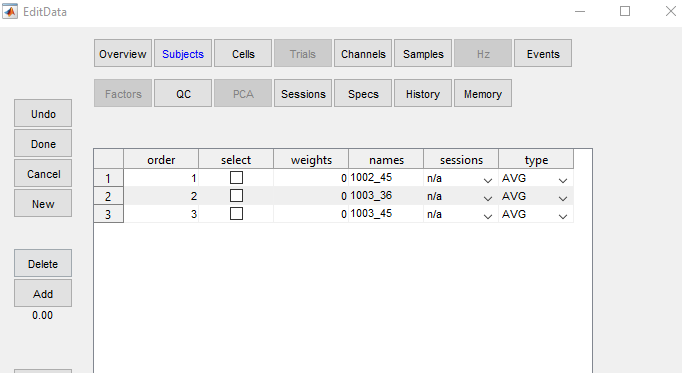 EditData
Overview Subjects Cells Trials Channels Samples Hz Events
Factors QC PCA Sessions Specs History Memory
Undo
Done
Cancel
New
order select weights names sessions type
1 1 0 1002_45 n/a AVG
2 2 0 1003_36 n/a AVG
3 3 0 1003_45 n/a AVG
Delete
Add
0.00